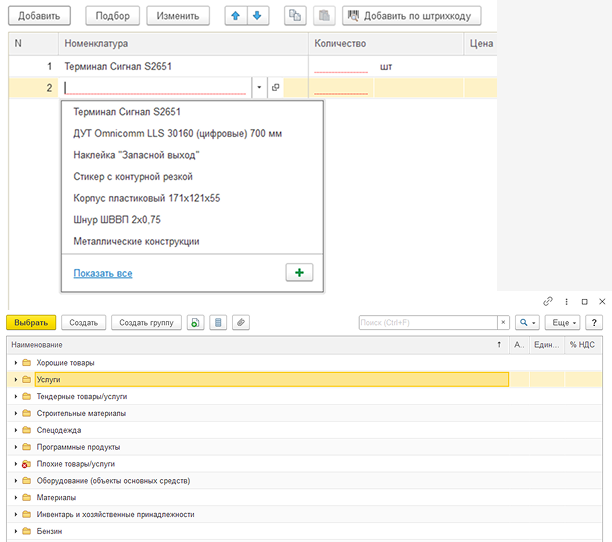 Добавить Подбор Изменить Добавить по штрихкоду
N Номенклатура Количество Цена
1 Терминал Сигнал S2651 шт
2
Терминал Сигнал S2651
ДУТ Omnicomm LLS 30160 (цифровые) 700 мм
Наклейка "Запасной выход"
Стикер с контурной резкой
Корпус пластиковый 171x121x55
Шнур ШВВП 2x0,75
Металлические конструкции
Показать все
Выбрать Создать Создать группу Поиск (Ctrl+F) × Еще ?
Наименование ↑ А.. Един... % НДС
Хорошие товары
Услуги
Тендерные товары/услуги
Строительные материалы
Спецодежда
Программные продукты
Плохие товары/услуги
Оборудование (объекты основных средств)
Материалы
Инвентарь и хозяйственные принадлежности
Бензин